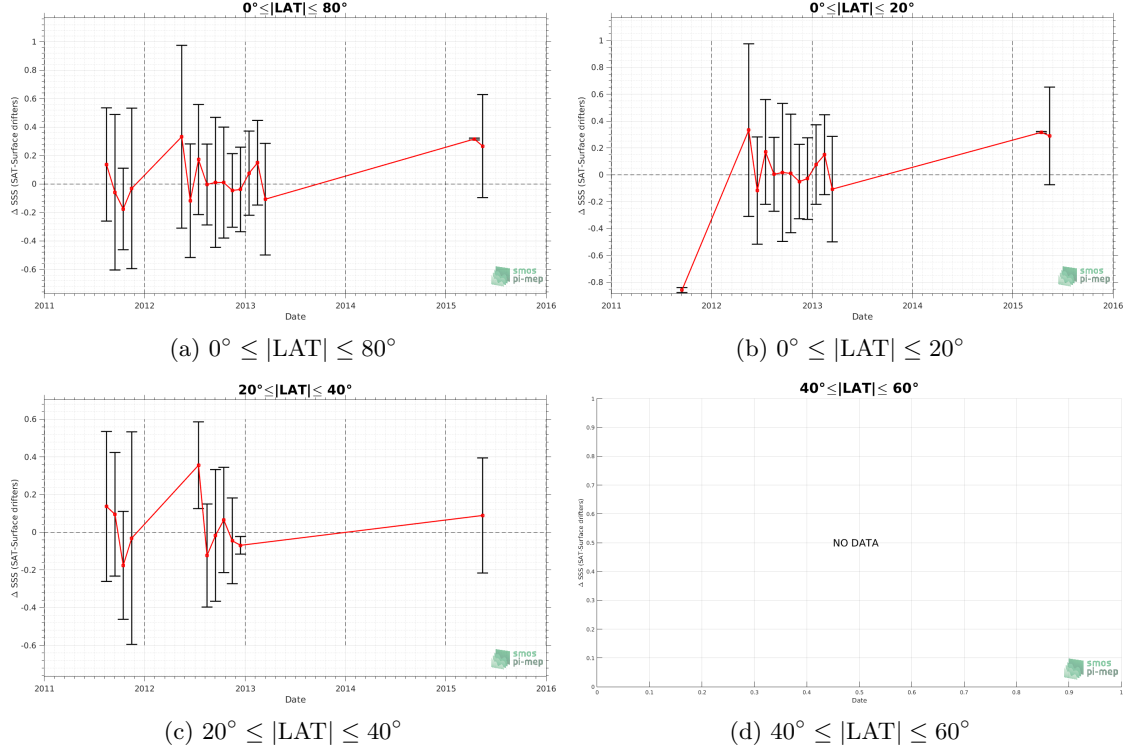 0°≤|LAT|≤ 80°
Δ SSS (SAT-Surface drifters)
1
0.8
0.6
0.4
0.2
0
-0.2
-0.4
-0.6
2011 2012 2013 2014 2015 2016
Date
smos
pi-mep
(a) 0° ≤ |LAT| ≤ 80°
0°≤|LAT|≤ 20°
Δ SSS (SAT-Surface drifters)
1
0.8
0.6
0.4
0.2
0
-0.2
-0.4
-0.6
-0.8
2011 2012 2013 2014 2015 2016
Date
smos
pi-mep
(b) 0° ≤ |LAT| ≤ 20°
20°≤|LAT|≤ 40°
Δ SSS (SAT-Surface drifters)
0.6
0.4
0.2
0
-0.2
-0.4
-0.6
2011 2012 2013 2014 2015 2016
Date
smos
pi-mep
(c) 20° ≤ |LAT| ≤ 40°
40°≤|LAT|≤ 60°
Δ SSS (SAT-Surface drifters)
1
0.9
0.8
0.7
0.6
0.5
0.4
0.3
0.2
0.1
0
NO DATA
0 0.1 0.2 0.3 0.4 0.5 0.6 0.7 0.8 0.9 1
Date
smos
pi-mep
(d) 40° ≤ |LAT| ≤ 60°